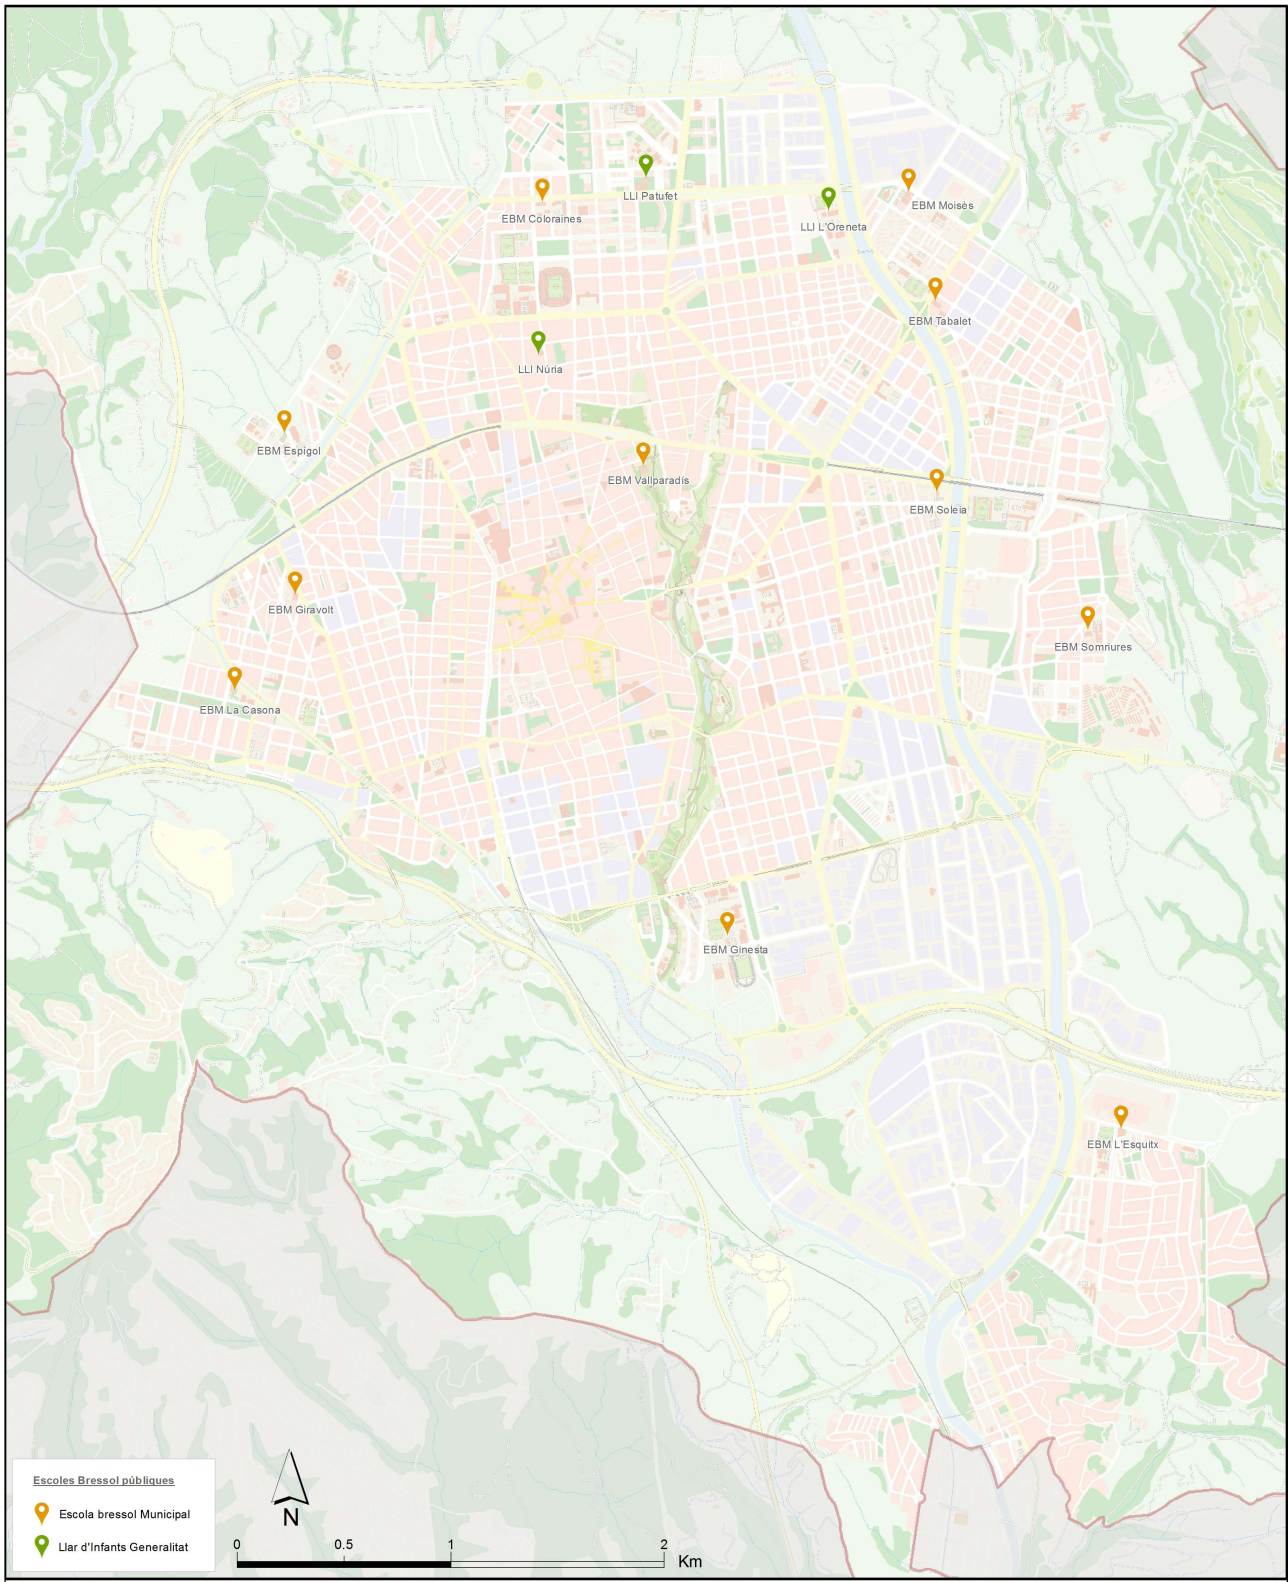 LLI Patufet
EBM Moisès
EBM Coloraines
LLI L'Oreneta
EBM Tabalet
LLI Núria
EBM Espígol
EBM Vallparadís
EBM Soleia
EBM Giravolt
EBM Somriures
EBM La Casona
EBM Ginesta
EBM L'Esquitx
Escoles Bressol públiques
Escola bressol Municipal
Llar d'Infants Generalitat
N
0 0.5 1 2
Km